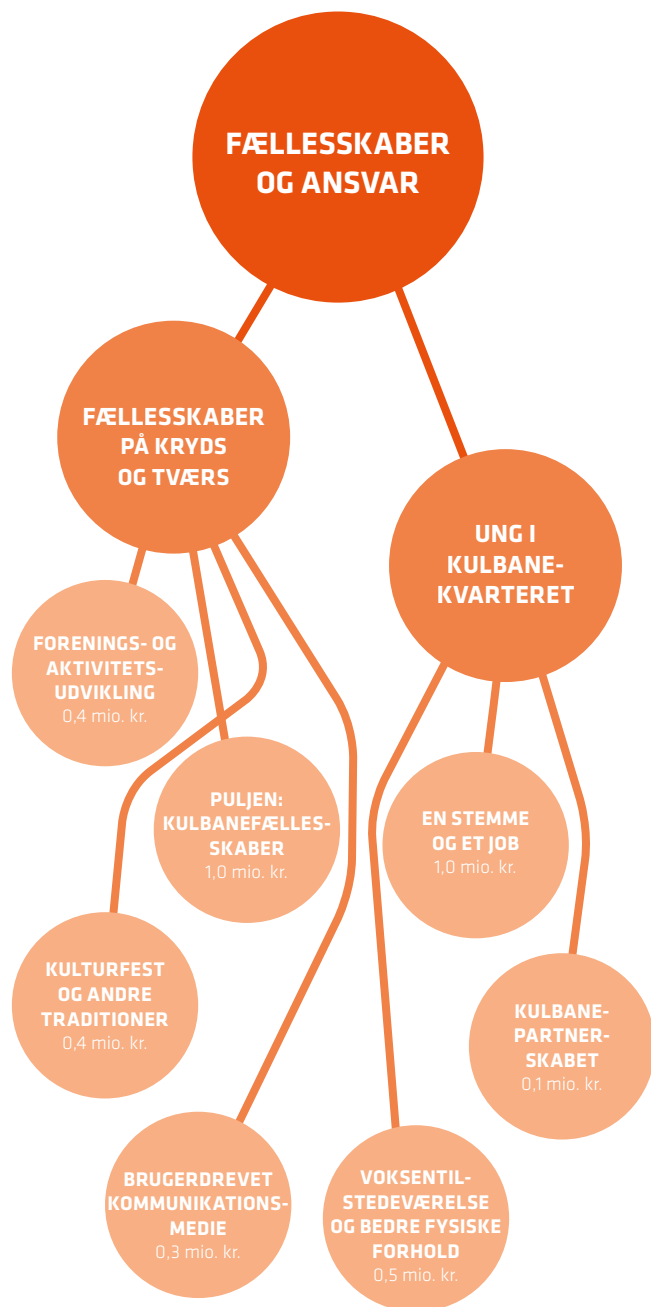 FÆLLESSKABER
OG ANSVAR
FÆLLESSKABER
PÅ KRYDS
OG TVÆRS
UNG I
KULBANE-
KVARTERET
FORENINGS- OG
AKTIVITETS-
UDVIKLING
0,4 mio. kr.
PULJEN:
KULBANEFÆLLES-
SKABER
1,0 mio. kr.
EN STEMME
OG ET JOB
1,0 mio. kr.
KULTURFEST
OG ANDRE
TRADITIONER
0,4 mio. kr.
KULBANE-
PARTNER-
SKABET
0,1 mio. kr.
BRUGERDREVET
KOMMUNIKATIONS-
MEDIE
0,3 mio. kr.
VOKSENTIL-
STEDEVÆRELSE
OG BEDRE FYSISKE
FORHOLD
0,5 mio. kr.